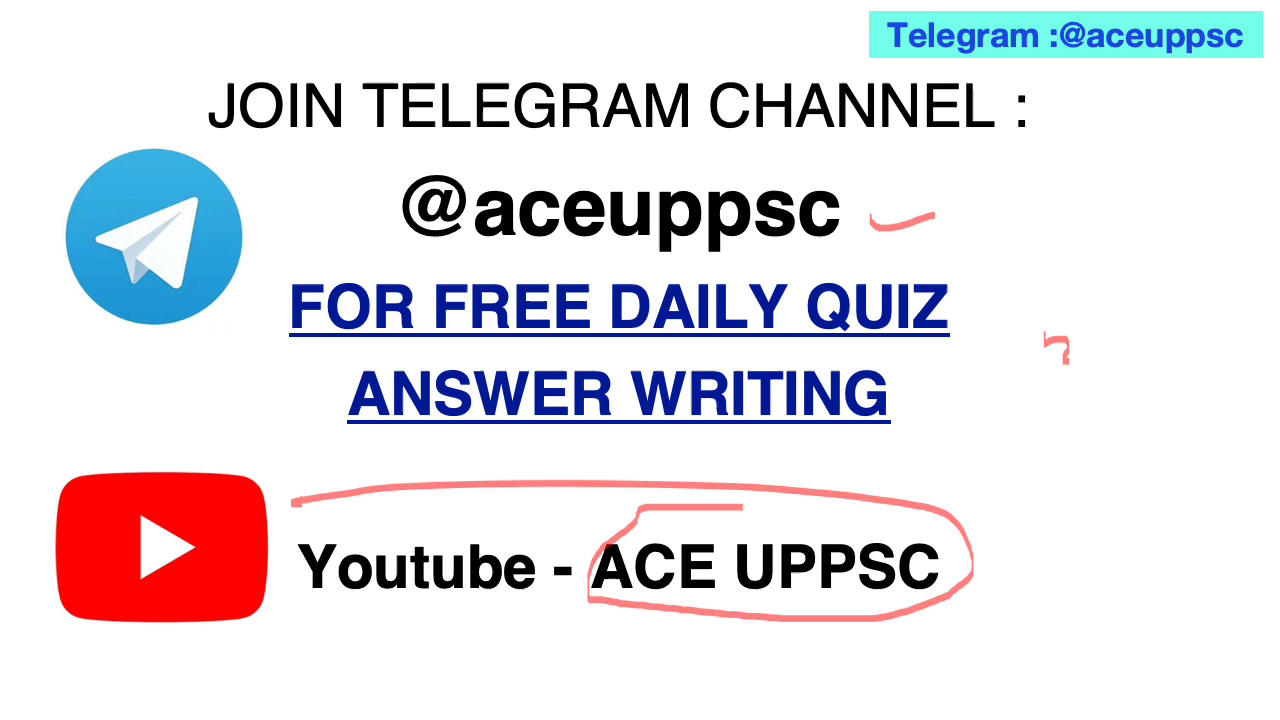 Telegram :@aceuppsc
JOIN TELEGRAM CHANNEL :
@aceuppsc
FOR FREE DAILY QUIZ
ANSWER WRITING
Youtube - ACE UPPSC